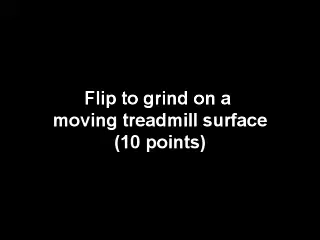 Flip to grind on a
moving treadmill surface
(10 points)